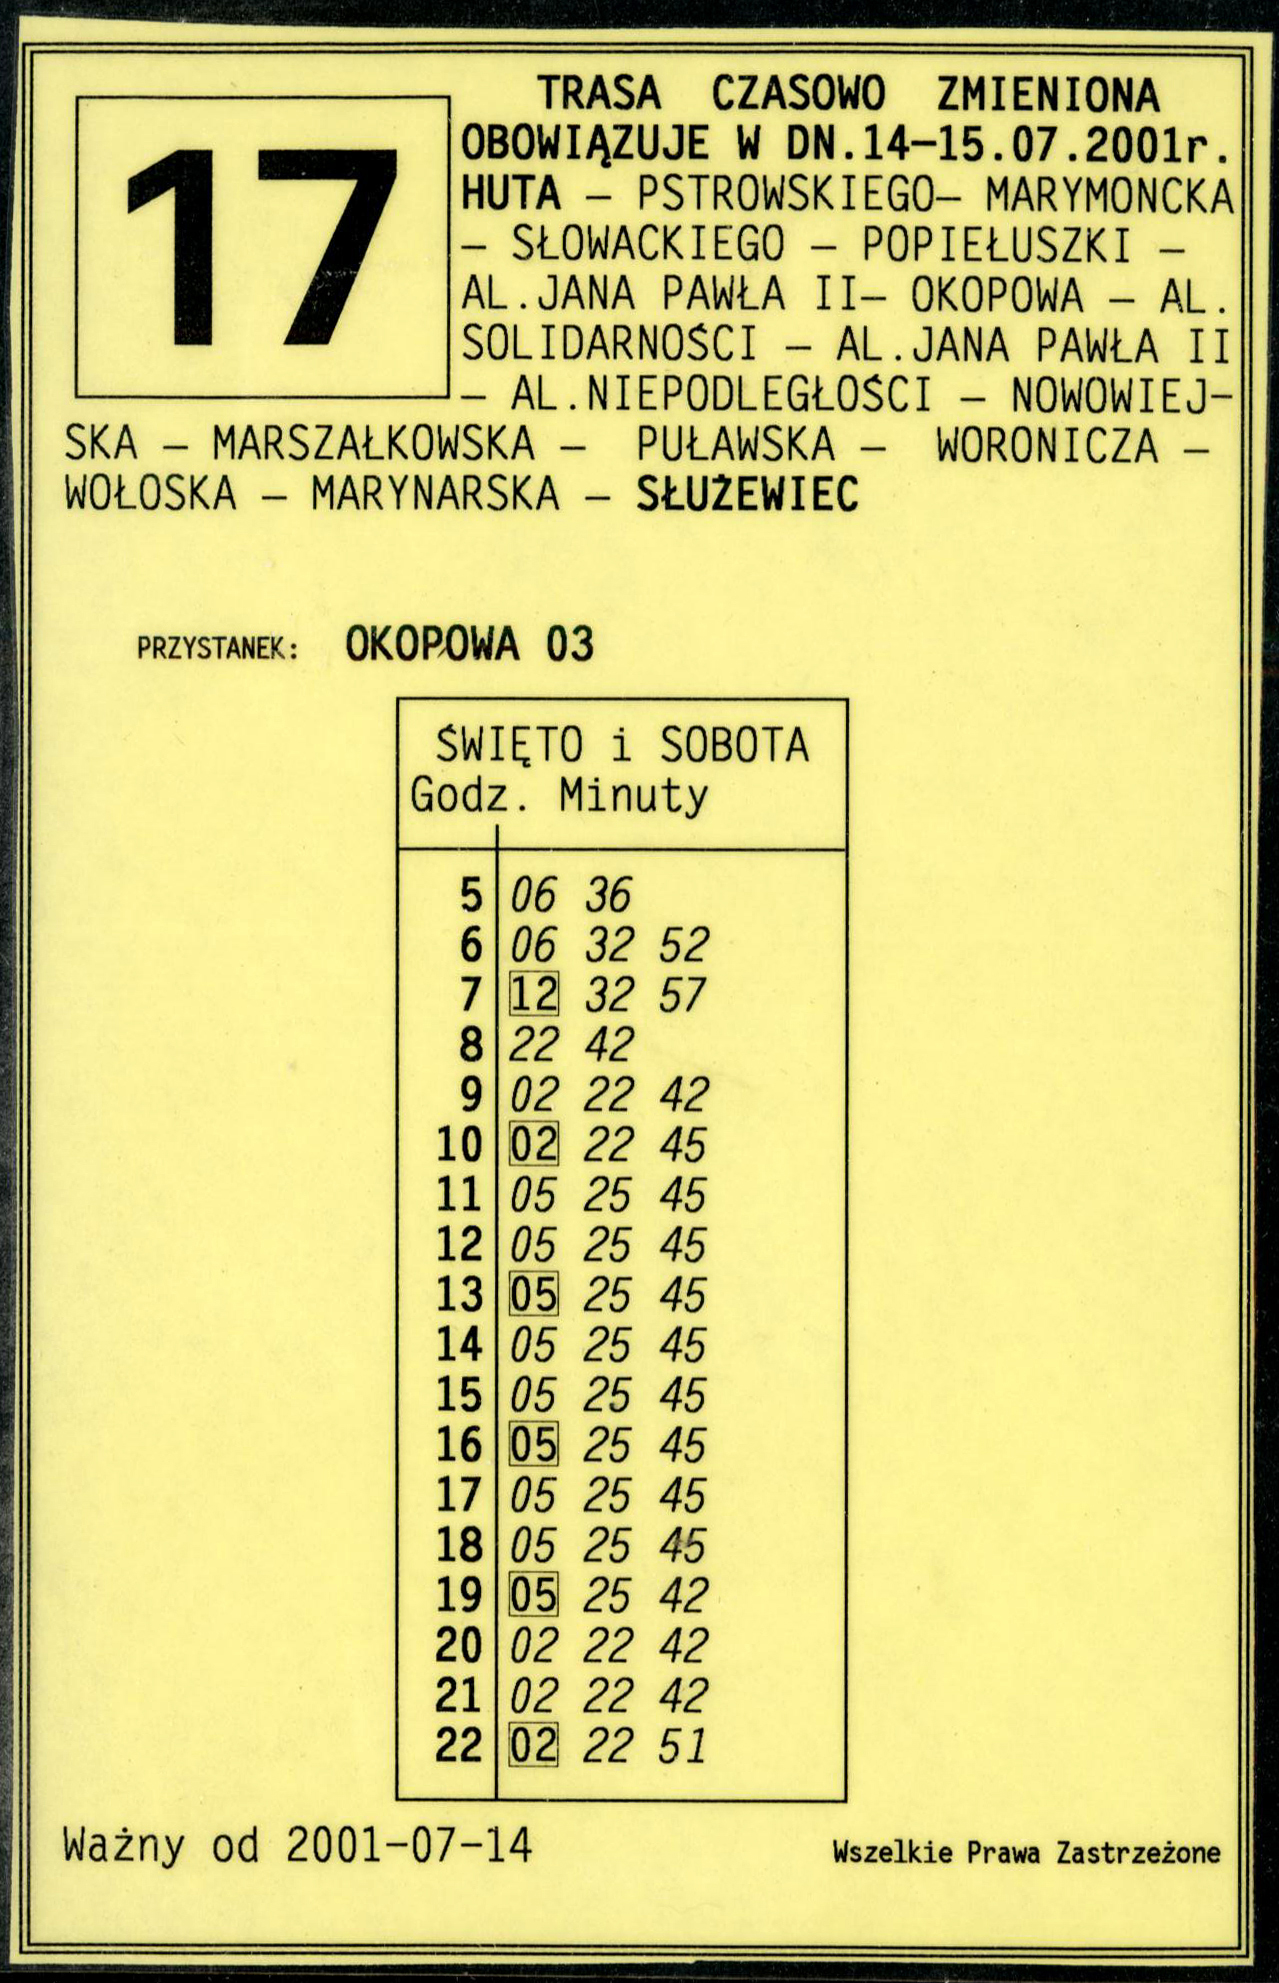 17
TRASA CZASOWO ZMIENIONA
OBOWIĄZUJE W DN.14–15.07.2001r.
HUTA – PSTROWSKIEGO– MARYMONCKA
– SŁOWACKIEGO – POPIEŁUSZKI –
AL.JANA PAWŁA II– OKOPOWA – AL.
SOLIDARNOŚCI – AL.JANA PAWŁA II
– AL.NIEPODLEGŁOŚCI – NOWOWIEJ–
SKA – MARSZAŁKOWSKA – PUŁAWSKA – WORONICZA –
WOŁOSKA – MARYNARSKA – SŁUŻEWIEC
PRZYSTANEK: OKOPOWA 03
ŚWIĘTO i SOBOTA
Godz. Minuty
5 06 36
6 06 32 52
7 12 32 57
8 22 42
9 02 22 42
10 02 22 45
11 05 25 45
12 05 25 45
13 05 25 45
14 05 25 45
15 05 25 45
16 05 25 45
17 05 25 45
18 05 25 45
19 05 25 42
20 02 22 42
21 02 22 42
22 02 22 51
Ważny od 2001–07–14
Wszelkie Prawa Zastrzeżone